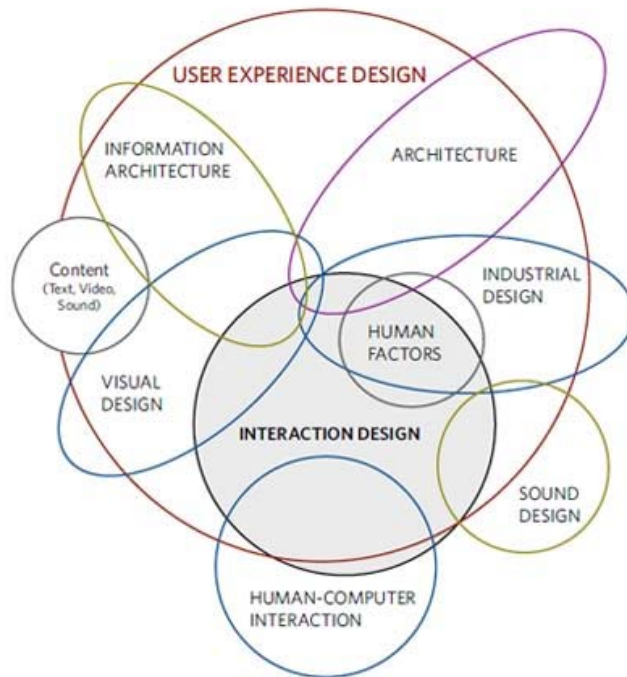 USER EXPERIENCE DESIGN
INFORMATION
ARCHITECTURE
ARCHITECTURE
Content
(Text, Video,
Sound)
INDUSTRIAL
DESIGN
HUMAN
FACTORS
VISUAL
DESIGN
INTERACTION DESIGN
SOUND
DESIGN
HUMAN-COMPUTER
INTERACTION